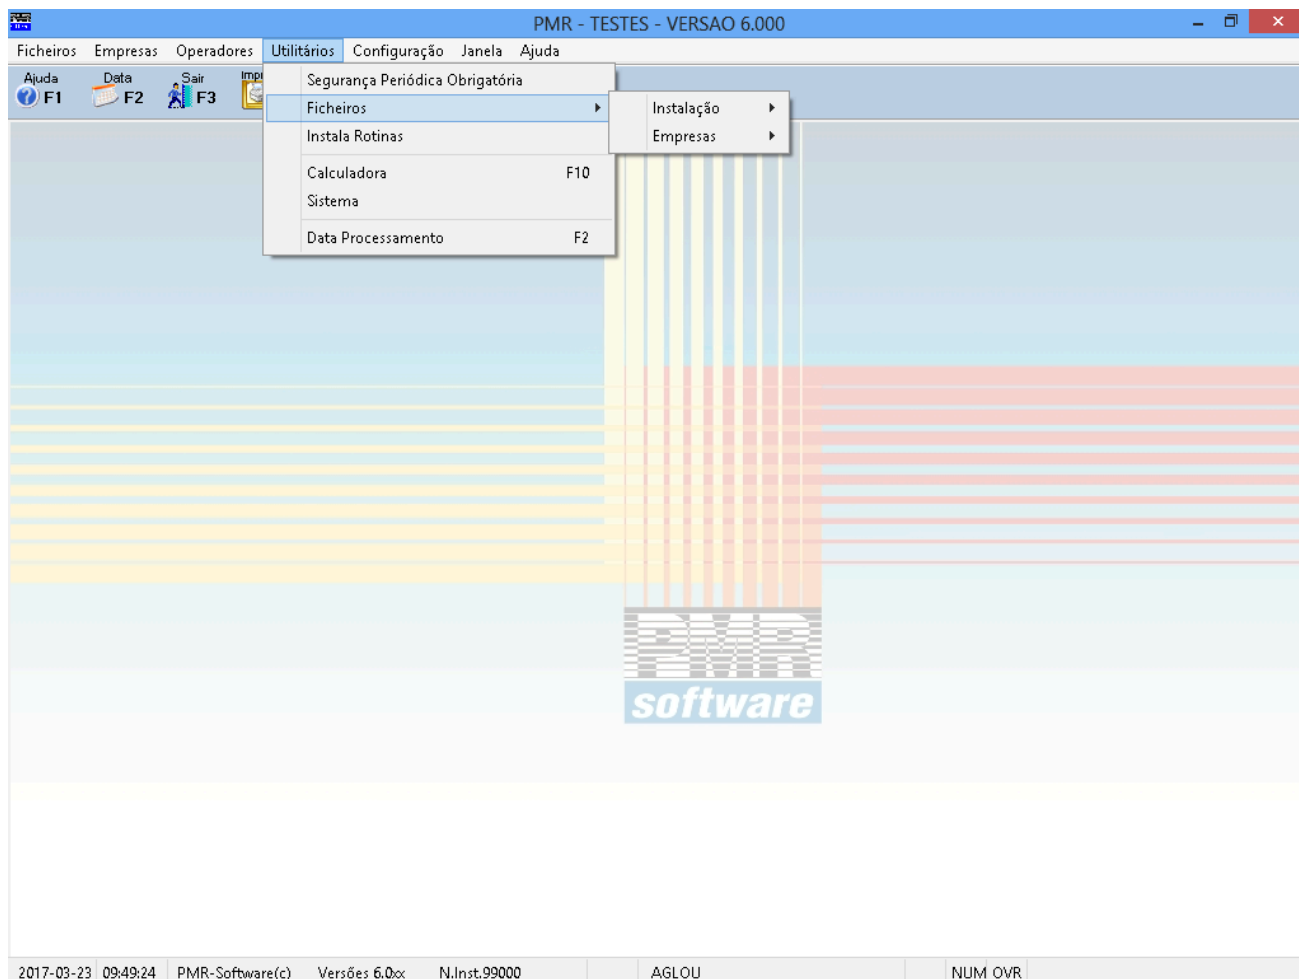 PMR - TESTES - VERSAO 6.000
Ficheiros Empresas Operadores Utilitários Configuração Janela Ajuda
Ajuda Data Sair Impr
F1 F2 F3
Segurança Periódica Obrigatória
Ficheiros
Instala Rotinas
Calculadora F10
Sistema
Data Processamento F2
Instalação
Empresas
PMR
software
2017-03-23 09:49:24 PMR-Software(c) Versões 6.0xx N.Inst.99000 AGLOU NUM OVR